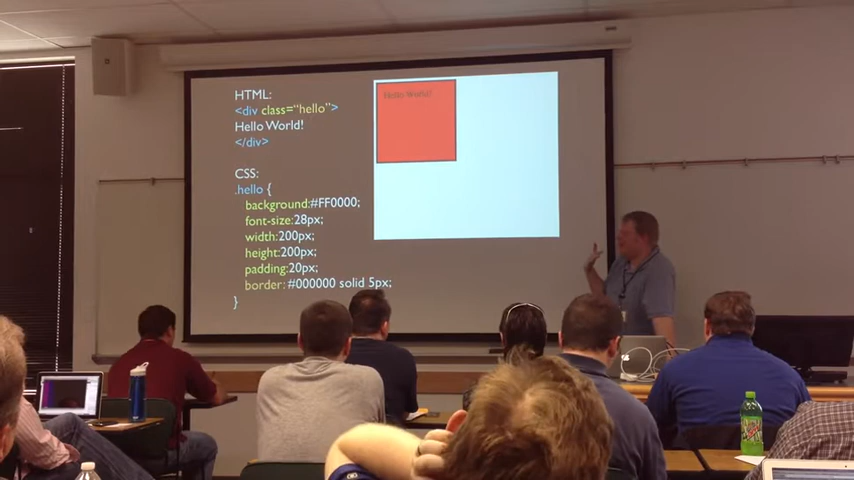 HTML:
<div class="hello">
Hello World!
</div>
CSS:
.hello {
background:#FF0000;
font-size:28px;
width:200px;
height:200px;
padding:20px;
border: #000000 solid 5px;
}
Hello World!